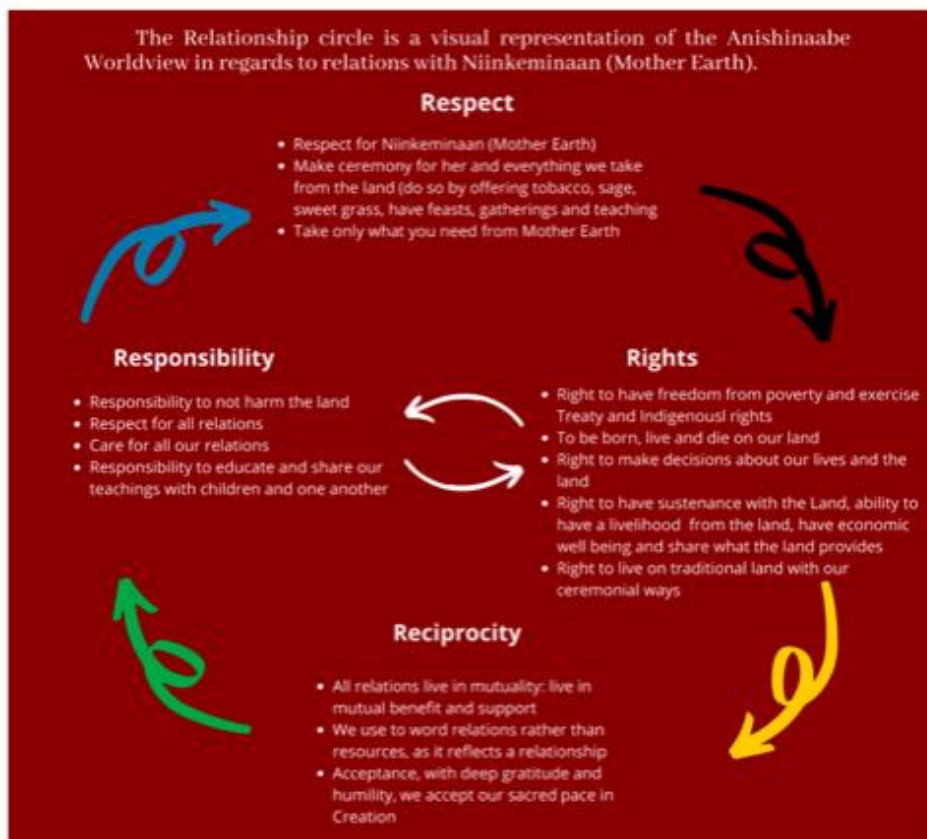 The Relationship circle is a visual representation of the Anishinaabe
Worldview in regards to relations with Niinkeminaan (Mother Earth).
Respect
• Respect for Niinkeminaan (Mother Earth)
• Make ceremony for her and everything we take
from the land (do so by offering tobacco, sage,
sweet grass, have feasts, gatherings and teaching
• Take only what you need from Mother Earth
Responsibility
• Responsibility to not harm the land
• Respect for all relations
• Care for all our relations
• Responsibility to educate and share our
teachings with children and one another
Rights
• Right to have freedom from poverty and exercise
Treaty and Indigenousl rights
• To be born, live and die on our land
• Right to make decisions about our lives and the
land
• Right to have sustenance with the Land, ability to
have a livelihood from the land, have economic
well being and share what the land provides
• Right to live on traditional land with our
ceremonial ways
Reciprocity
• All relations live in mutuality: live in
mutual benefit and support
• We use to word relations rather than
resources, as it reflects a relationship
• Acceptance, with deep gratitude and
humility, we accept our sacred pace in
Creation